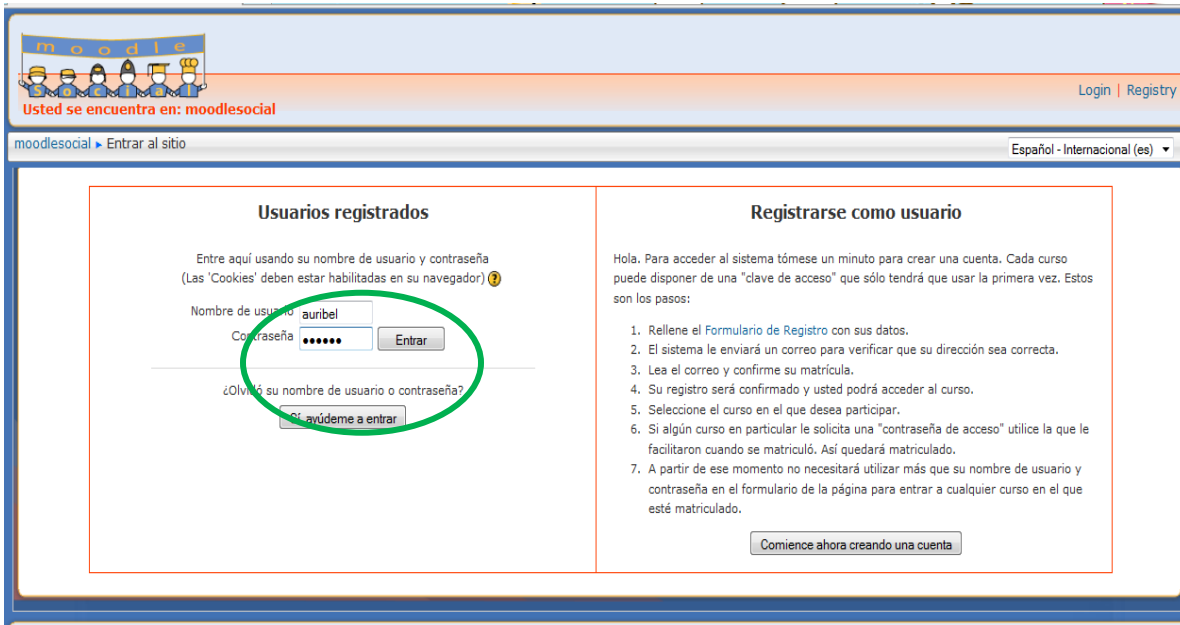 moodle
Social
Usted se encuentra en: moodlesocial
Login | Registry
moodlesocial ► Entrar al sitio
Español - Internacional (es)
Usuarios registrados
Entre aquí usando su nombre de usuario y contraseña
(Las 'Cookies' deben estar habilitadas en su navegador) ?
Nombre de usuario auribel
Contraseña •••••• Entrar
¿Olvidó su nombre de usuario o contraseña?
Sí, ayúdeme a entrar
Registrarse como usuario
Hola. Para acceder al sistema tómese un minuto para crear una cuenta. Cada curso
puede disponer de una "clave de acceso" que sólo tendrá que usar la primera vez. Estos
son los pasos:
1. Rellene el Formulario de Registro con sus datos.
2. El sistema le enviará un correo para verificar que su dirección sea correcta.
3. Lea el correo y confirme su matrícula.
4. Su registro será confirmado y usted podrá acceder al curso.
5. Seleccione el curso en el que desea participar.
6. Si algún curso en particular le solicita una "contraseña de acceso" utilice la que le
facilitaron cuando se matriculó. Así quedará matriculado.
7. A partir de ese momento no necesitará utilizar más que su nombre de usuario y
contraseña en el formulario de la página para entrar a cualquier curso en el que
esté matriculado.
Comience ahora creando una cuenta